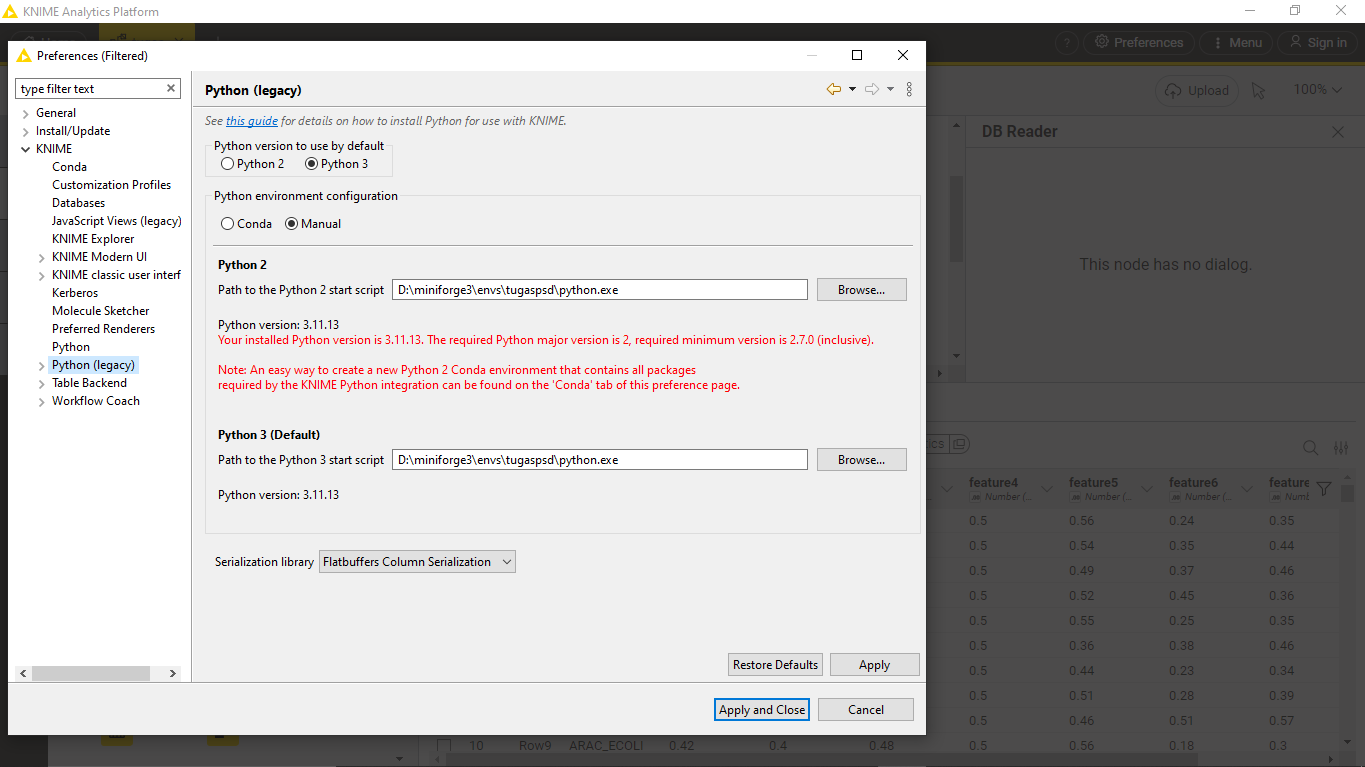 KNIME Analytics Platform
Preferences (Filtered)
? Preferences Menu Sign in
type filter text
Python (legacy)
Upload 100%
General
Install/Update
KNIME
Conda
Customization Profiles
Databases
JavaScript Views (legacy)
KNIME Explorer
KNIME Modern UI
KNIME classic user interf
Kerberos
Molecule Sketcher
Preferred Renderers
Python
Python (legacy)
Table Backend
Workflow Coach
See this guide for details on how to install Python for use with KNIME.
Python version to use by default
Python 2 Python 3
Python environment configuration
Conda Manual
Python 2
Path to the Python 2 start script D:\miniforge3\envs\tugaspsd\python.exe Browse...
Python version: 3.11.13
Your installed Python version is 3.11.13. The required Python major version is 2, required minimum version is 2.7.0 (inclusive).
Note: An easy way to create a new Python 2 Conda environment that contains all packages
required by the KNIME Python integration can be found on the 'Conda' tab of this preference page.
Python 3 (Default)
Path to the Python 3 start script D:\miniforge3\envs\tugaspsd\python.exe Browse...
Python version: 3.11.13
Serialization library Flatbuffers Column Serialization
Restore Defaults Apply
Apply and Close Cancel
DB Reader
This node has no dialog.
feature4 feature5 feature6 feature
Number (... Number (... Number (... Numb
0.5 0.56 0.24 0.35
0.5 0.54 0.35 0.44
0.5 0.49 0.37 0.46
0.5 0.52 0.45 0.36
0.5 0.55 0.25 0.35
0.5 0.36 0.38 0.46
0.5 0.44 0.23 0.34
0.5 0.51 0.28 0.39
0.5 0.46 0.51 0.57
10 Row9 ARAC_ECOLI 0.42 0.4 0.48 0.5 0.56 0.18 0.3